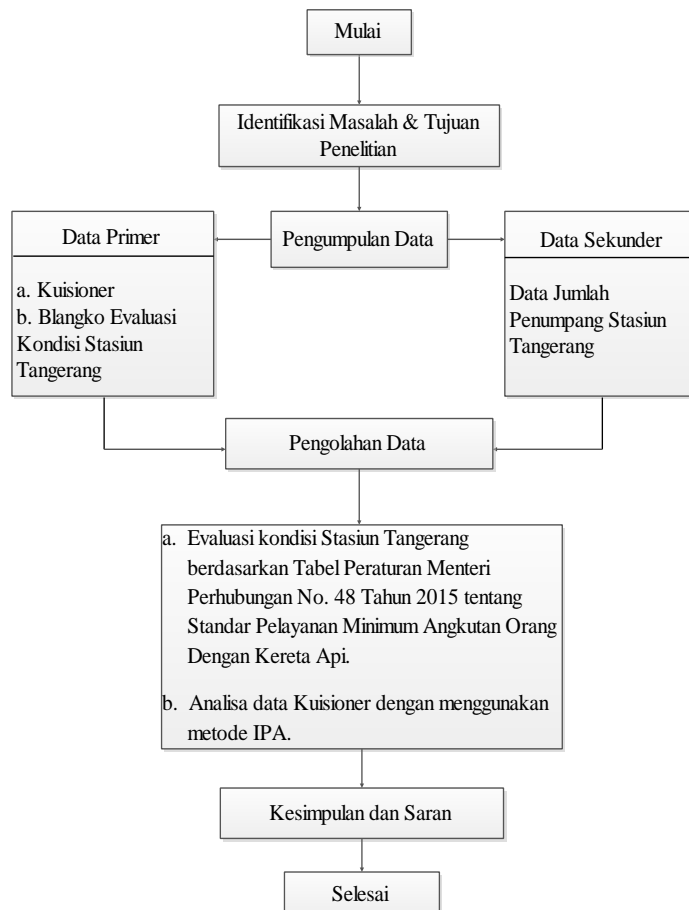 Mulai
Identifikasi Masalah & Tujuan
Penelitian
Data Primer
a. Kuisioner
b. Blangko Evaluasi
Kondisi Stasiun
Tangerang
Pengumpulan Data
Data Sekunder
Data Jumlah
Penumpang Stasiun
Tangerang
Pengolahan Data
a. Evaluasi kondisi Stasiun Tangerang
berdasarkan Tabel Peraturan Menteri
Perhubungan No. 48 Tahun 2015 tentang
Standar Pelayanan Minimum Angkutan Orang
Dengan Kereta Api.
b. Analisa data Kuisioner dengan menggunakan
metode IPA.
Kesimpulan dan Saran
Selesai